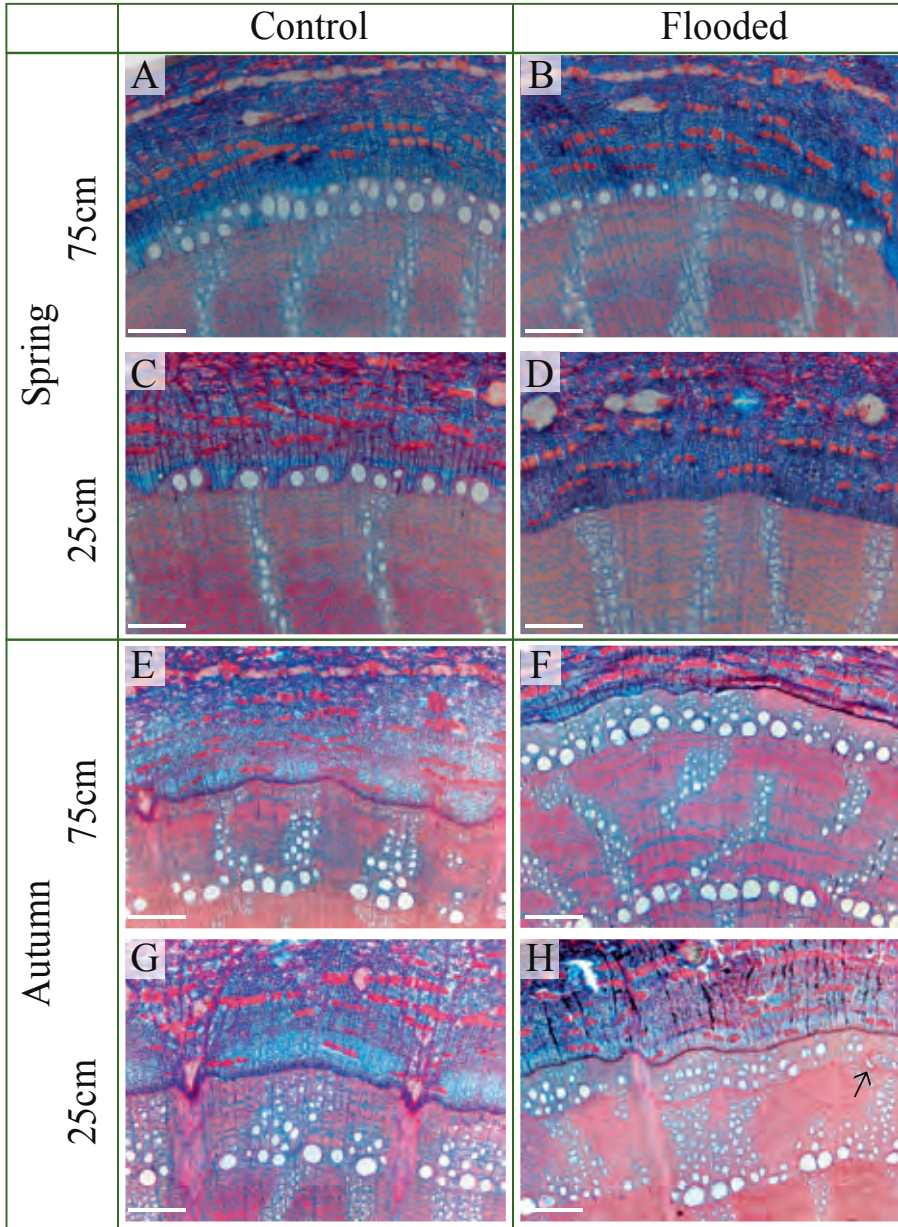 Control Flooded
Spring
75cm
A B
25cm
C D
Autumn
75cm
E F
25cm
G H